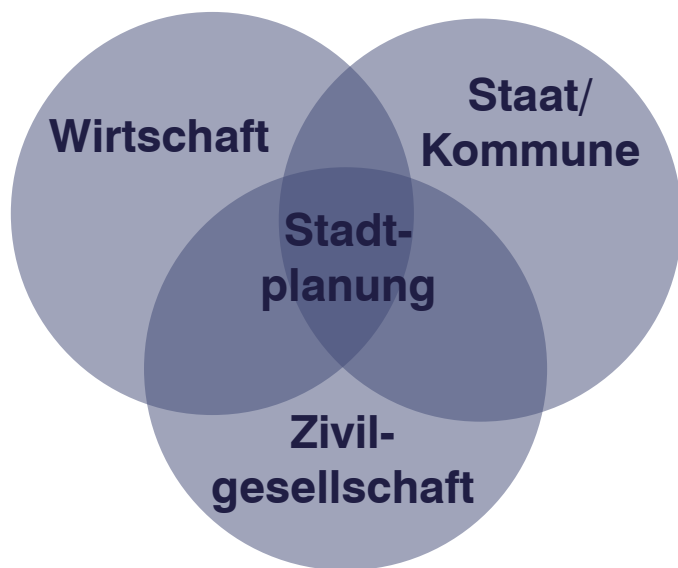 Wirtschaft
Staat/
Kommune
Stadt-
planung
Zivil-
gesellschaft